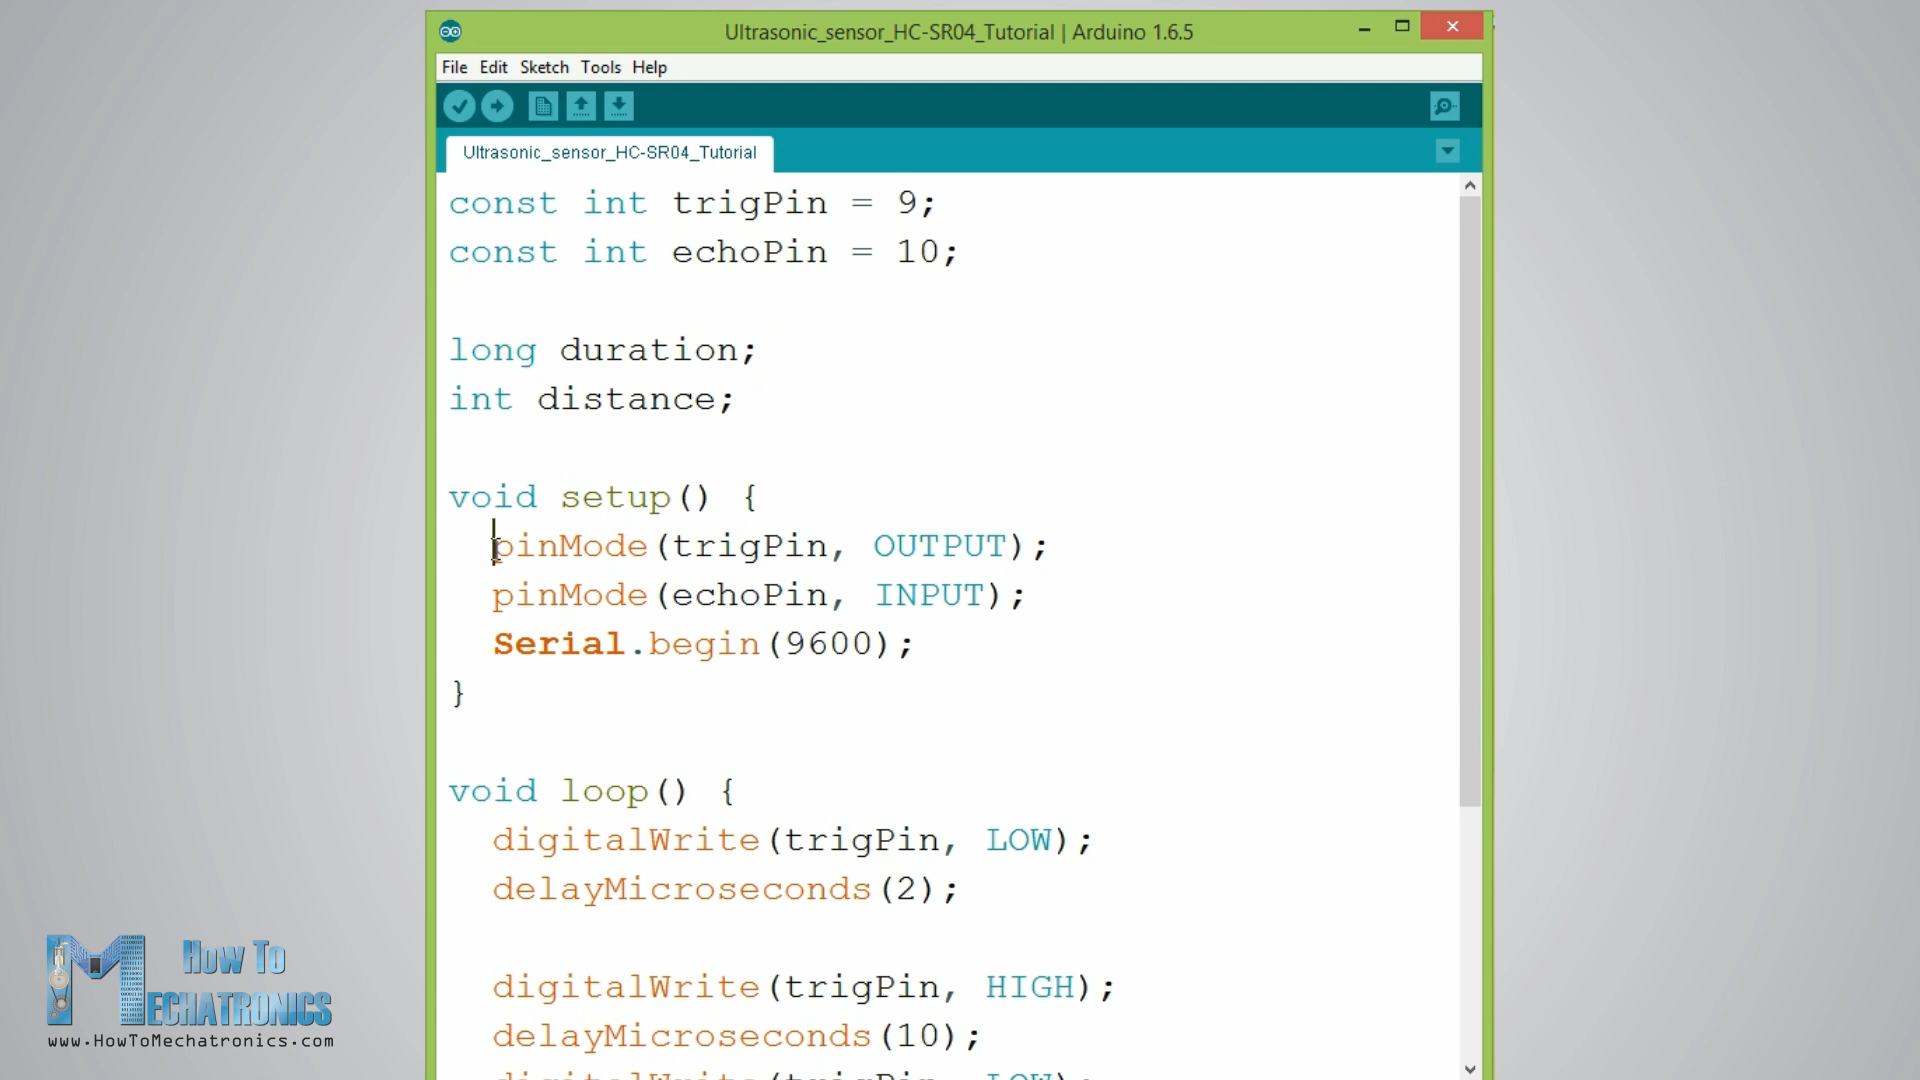 Ultrasonic_sensor_HC-SR04_Tutorial | Arduino 1.6.5
File Edit Sketch Tools Help
Ultrasonic_sensor_HC-SR04_Tutorial
const int trigPin = 9;
const int echoPin = 10;
long duration;
int distance;
void setup() {
pinMode(trigPin, OUTPUT);
pinMode(echoPin, INPUT);
Serial.begin(9600);
}
void loop() {
digitalWrite(trigPin, LOW);
delayMicroseconds(2);
digitalWrite(trigPin, HIGH);
delayMicroseconds(10);
digitalWrite(trigPin, LOW);
How To
MECHATRONICS
www.HowToMechatronics.com